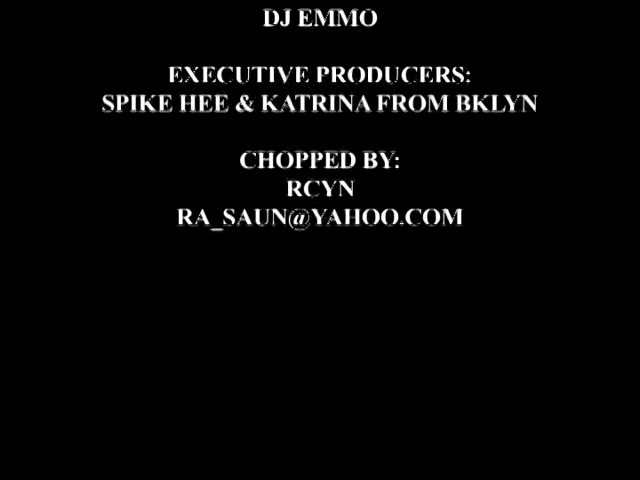 DJ EMMO
EXECUTIVE PRODUCERS:
SPIKE HEE & KATRINA FROM BKLYN
CHOPPED BY:
RCYN
RA_SAUN@YAHOO.COM